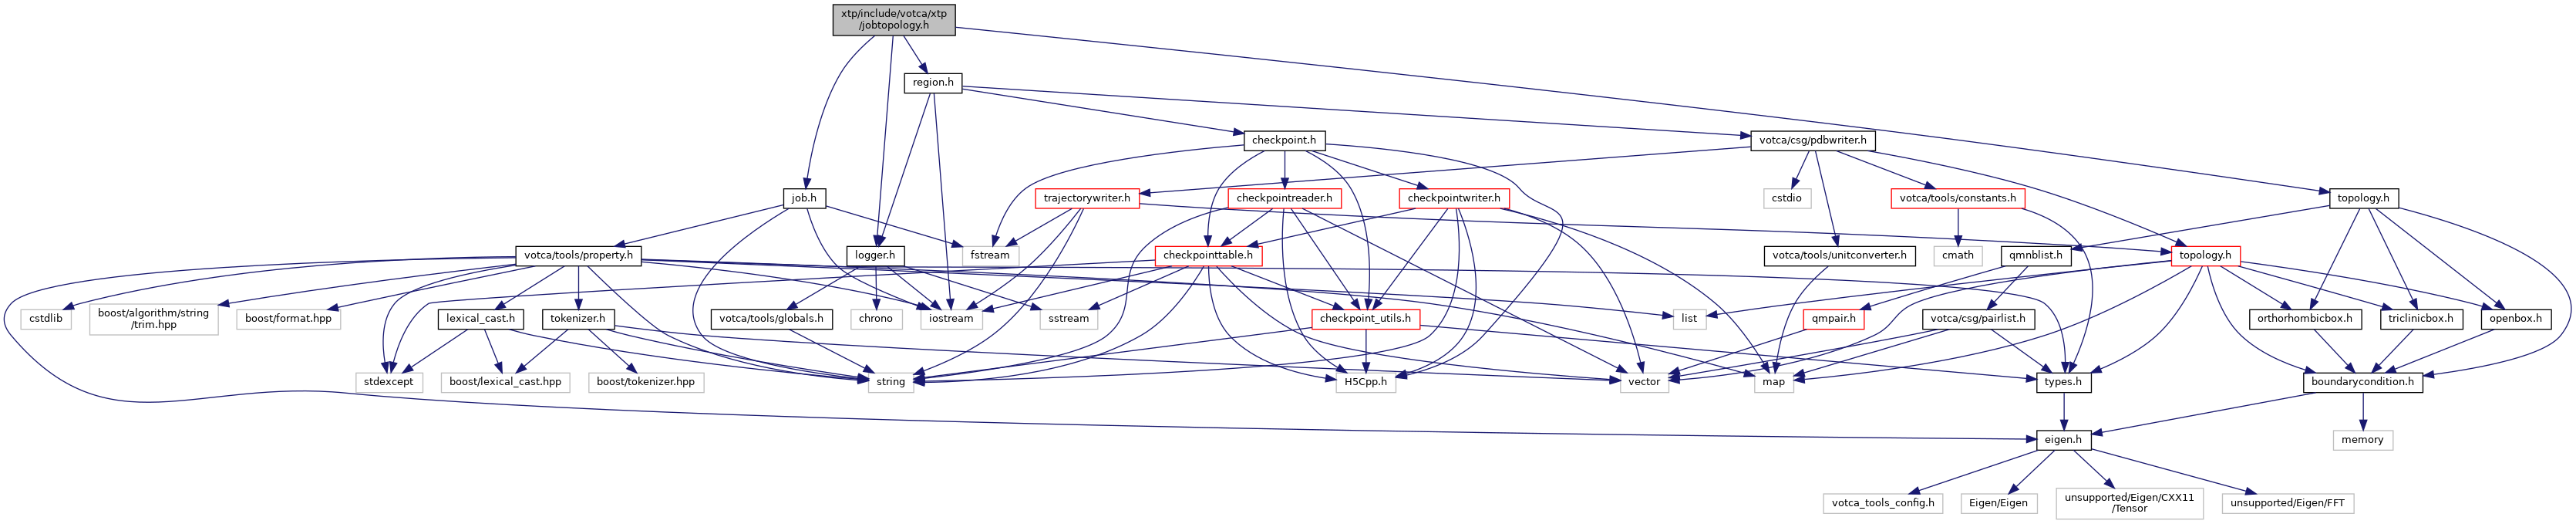 xtp/include/votca/xtp
/jobtopology.h
region.h
checkpoint.h
votca/csg/pdbwriter.h
job.h
trajectorywriter.h
checkpointreader.h
checkpointwriter.h
cstdio
votca/tools/constants.h
topology.h
votca/tools/property.h
logger.h
fstream
checkpointtable.h
votca/tools/unitconverter.h
cmath
qmnblist.h
topology.h
cstdlib
boost/algorithm/string
/trim.hpp
boost/format.hpp
lexical_cast.h
tokenizer.h
votca/tools/globals.h
chrono
iostream
sstream
checkpoint_utils.h
list
qmpair.h
votca/csg/pairlist.h
orthorhombicbox.h
triclinicbox.h
openbox.h
stdexcept
boost/lexical_cast.hpp
boost/tokenizer.hpp
string
H5Cpp.h
vector
map
types.h
boundarycondition.h
eigen.h
memory
votca_tools_config.h
Eigen/Eigen
unsupported/Eigen/CXX11
/Tensor
unsupported/Eigen/FFT